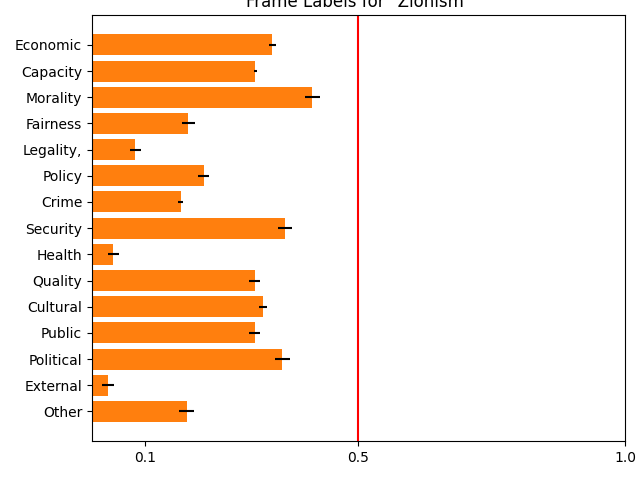 Frame Labels for "Zionism"
Economic
Capacity
Morality
Fairness
Legality,
Policy
Crime
Security
Health
Quality
Cultural
Public
Political
External
Other
0.1 0.5 1.0